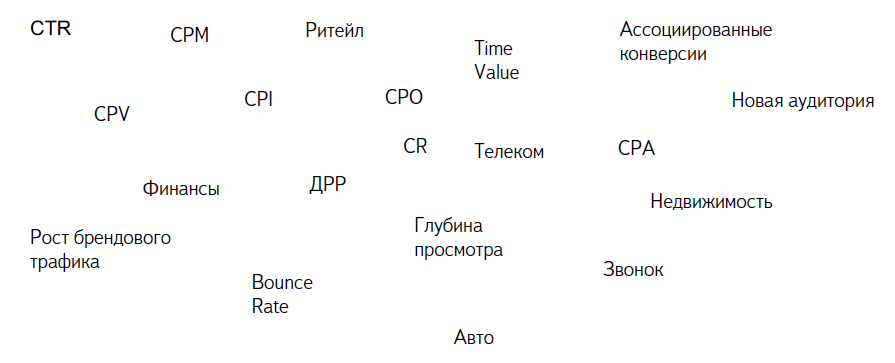 CTR
CPM
Ритейл
Time
Value
Ассоциированные
конверсии
CPV
CPI
CPO
Новая аудитория
CR
Телеком
CPA
Финансы
ДРР
Недвижимость
Рост брендового
трафика
Глубина
просмотра
Bounce
Rate
Звонок
Авто